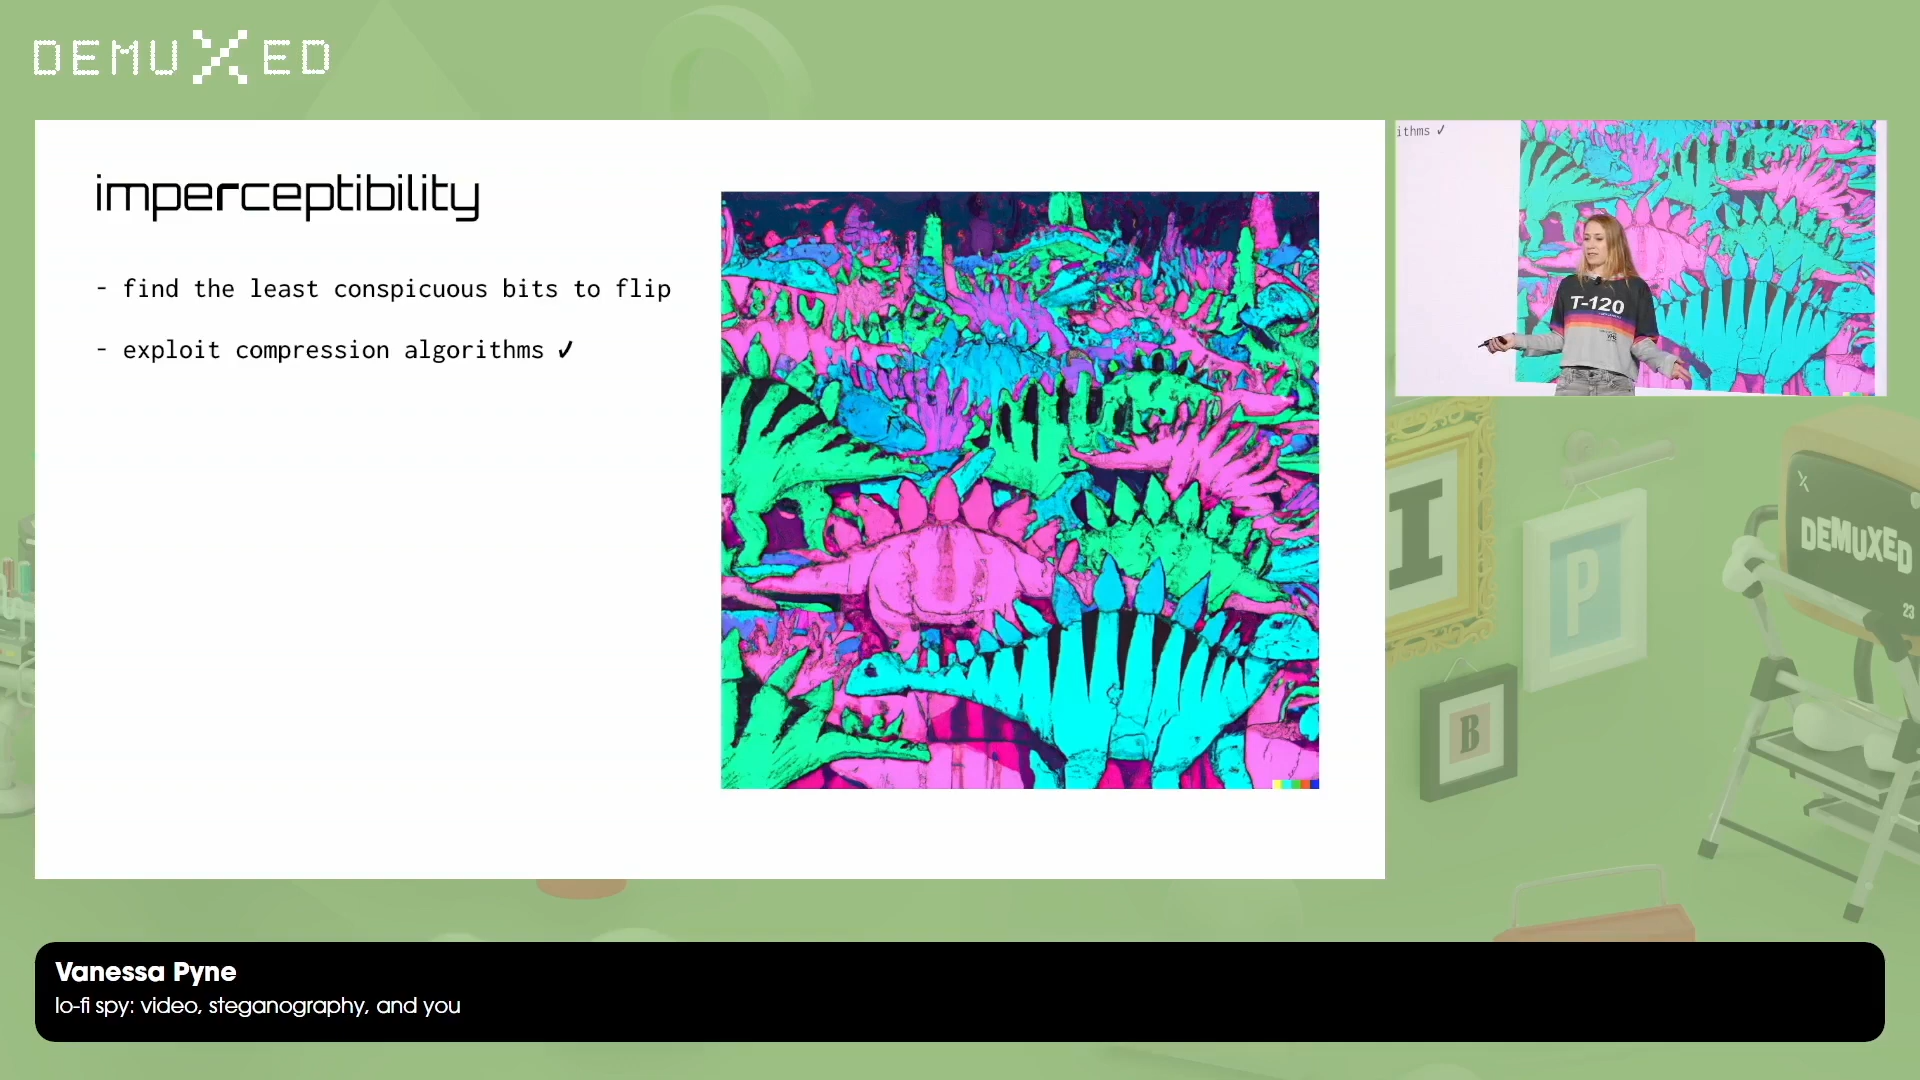 DEMUXED
imperceptibility
- find the least conspicuous bits to flip
- exploit compression algorithms ✓
ithms ✓
T-120
I
P
B
DEMUXED
23
Vanessa Pyne
lo-fi spy: video, steganography, and you